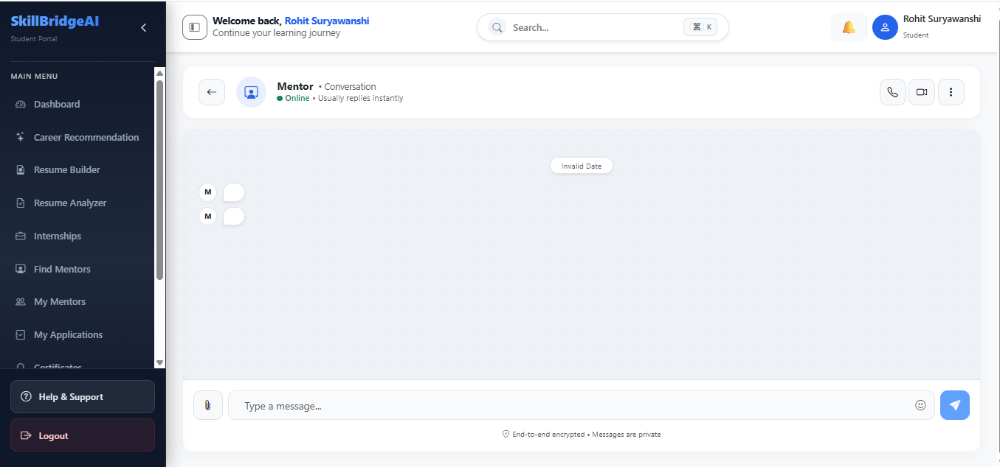 SkillBridgeAI
Student Portal
MAIN MENU
Dashboard
Career Recommendation
Resume Builder
Resume Analyzer
Internships
Find Mentors
My Mentors
My Applications
Certificates
Help & Support
Logout
Welcome back, Rohit Suryawanshi
Continue your learning journey
Search...
⌘ K
Rohit Suryawanshi
Student
Mentor • Conversation
Online • Usually replies instantly
Invalid Date
M
M
Type a message...
End-to-end encrypted • Messages are private